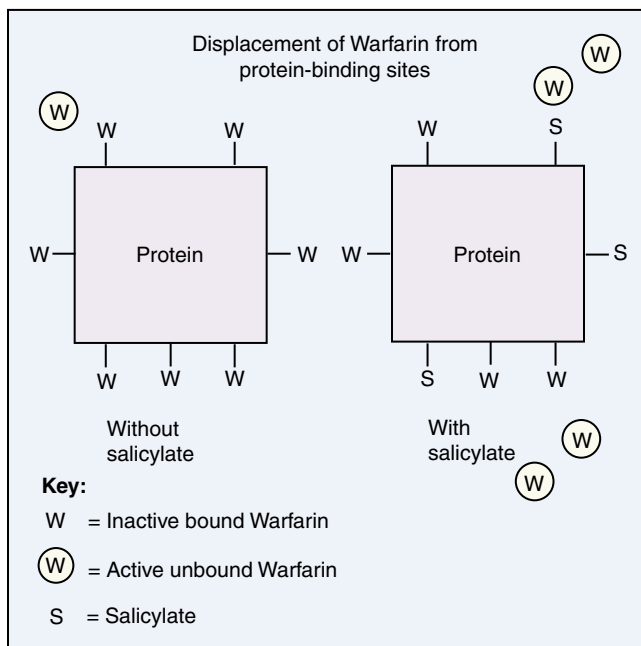 Displacement of Warfarin from
protein-binding sites
W
W
W
W W
W S
W Protein W
W Protein S
W W W
S W W
Without
salicylate
With
salicylate
W
W
Key:
W = Inactive bound Warfarin
W = Active unbound Warfarin
S = Salicylate